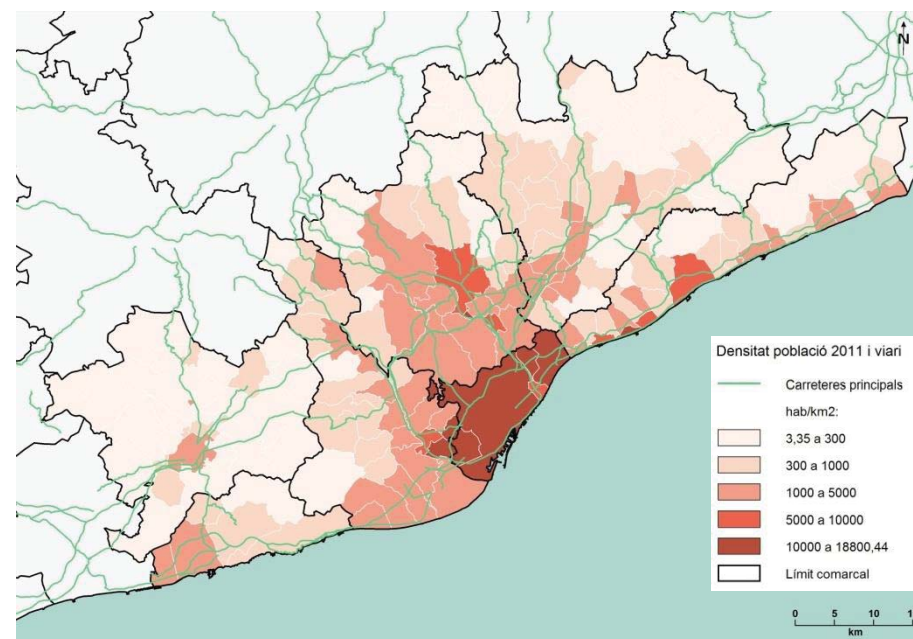 N
Densitat població 2011 i viari
Carreteres principals
hab/km2:
3,35 a 300
300 a 1000
1000 a 5000
5000 a 10000
10000 a 18800,44
Límit comarcal
0 5 10
km